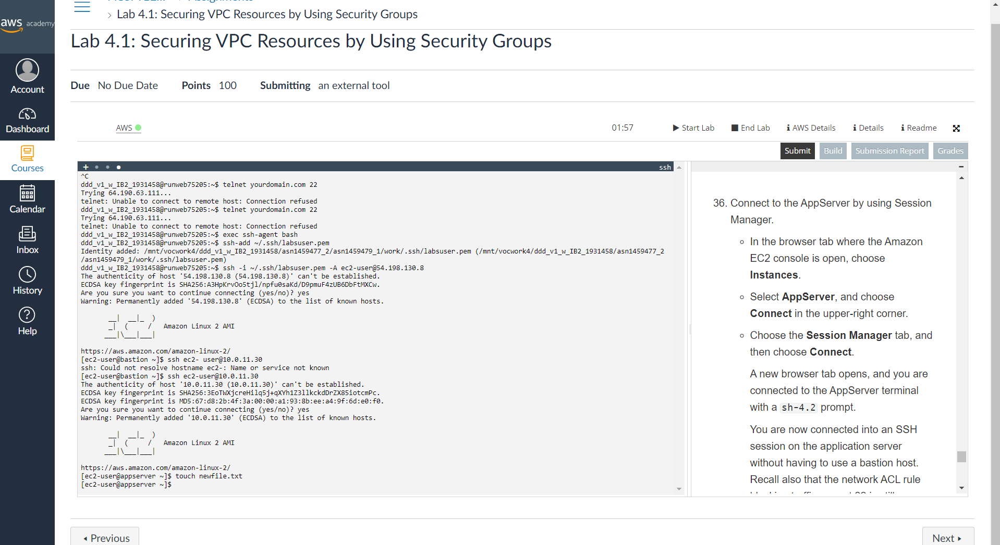 > Lab 4.1: Securing VPC Resources by Using Security Groups
aws academy
Lab 4.1: Securing VPC Resources by Using Security Groups
Account
Dashboard
Courses
Calendar
Inbox
History
Help
Due No Due Date Points 100 Submitting an external tool
AWS 01:57 Start Lab End Lab AWS Details Details Readme
Submit Build Submission Report Grades
+ ssh
^C
ddd_v1_w_IB2_1931458@runweb75205:~$ telnet yourdomain.com 22
Trying 64.190.63.111...
telnet: Unable to connect to remote host: Connection refused
ddd_v1_w_IB2_1931458@runweb75205:~$ telnet yourdomain.com 22
Trying 64.190.63.111...
telnet: Unable to connect to remote host: Connection refused
ddd_v1_w_IB2_1931458@runweb75205:~$ exec ssh-agent bash
ddd_v1_w_IB2_1931458@runweb75205:~$ ssh-add ~/.ssh/labsuser.pem
Identity added: /mnt/vocwork4/ddd_v1_w_IB2_1931458/asn1459477_2/asn1459479_1/work/.ssh/labsuser.pem (/mnt/vocwork4/ddd_v1_w_IB2_1931458/asn1459477_2
/asn1459479_1/work/.ssh/labsuser.pem)
ddd_v1_w_IB2_1931458@runweb75205:~$ ssh -i ~/.ssh/labsuser.pem -A ec2-user@54.198.130.8
The authenticity of host '54.198.130.8 (54.198.130.8)' can't be established.
ECDSA key fingerprint is SHA256:A3HpKrvOo5tjl/npfu0saKd/D9pmuF4zUB6DbFtMXCw.
Are you sure you want to continue connecting (yes/no)? yes
Warning: Permanently added '54.198.130.8' (ECDSA) to the list of known hosts.
__| __|_ )
_| ( / Amazon Linux 2 AMI
___|\___|___|
https://aws.amazon.com/amazon-linux-2/
[ec2-user@bastion ~]$ ssh ec2- user@10.0.11.30
ssh: Could not resolve hostname ec2-: Name or service not known
[ec2-user@bastion ~]$ ssh ec2-user@10.0.11.30
The authenticity of host '10.0.11.30 (10.0.11.30)' can't be established.
ECDSA key fingerprint is SHA256:3EoTWXjcreHilq5j+qXYh1Z3llkckdDrZX85iotcmPc.
ECDSA key fingerprint is MD5:67:d8:2b:4f:3a:00:00:a1:93:8b:ee:a4:9f:6d:e0:f0.
Are you sure you want to continue connecting (yes/no)? yes
Warning: Permanently added '10.0.11.30' (ECDSA) to the list of known hosts.
__| __|_ )
_| ( / Amazon Linux 2 AMI
___|\___|___|
https://aws.amazon.com/amazon-linux-2/
[ec2-user@appserver ~]$ touch newfile.txt
[ec2-user@appserver ~]$
36. Connect to the AppServer by using Session
Manager.
In the browser tab where the Amazon
EC2 console is open, choose
Instances.
Select AppServer, and choose
Connect in the upper-right corner.
Choose the Session Manager tab, and
then choose Connect.
A new browser tab opens, and you are
connected to the AppServer terminal
with a sh-4.2 prompt.
You are now connected into an SSH
session on the application server
without having to use a bastion host.
Recall also that the network ACL rule
Previous
Next